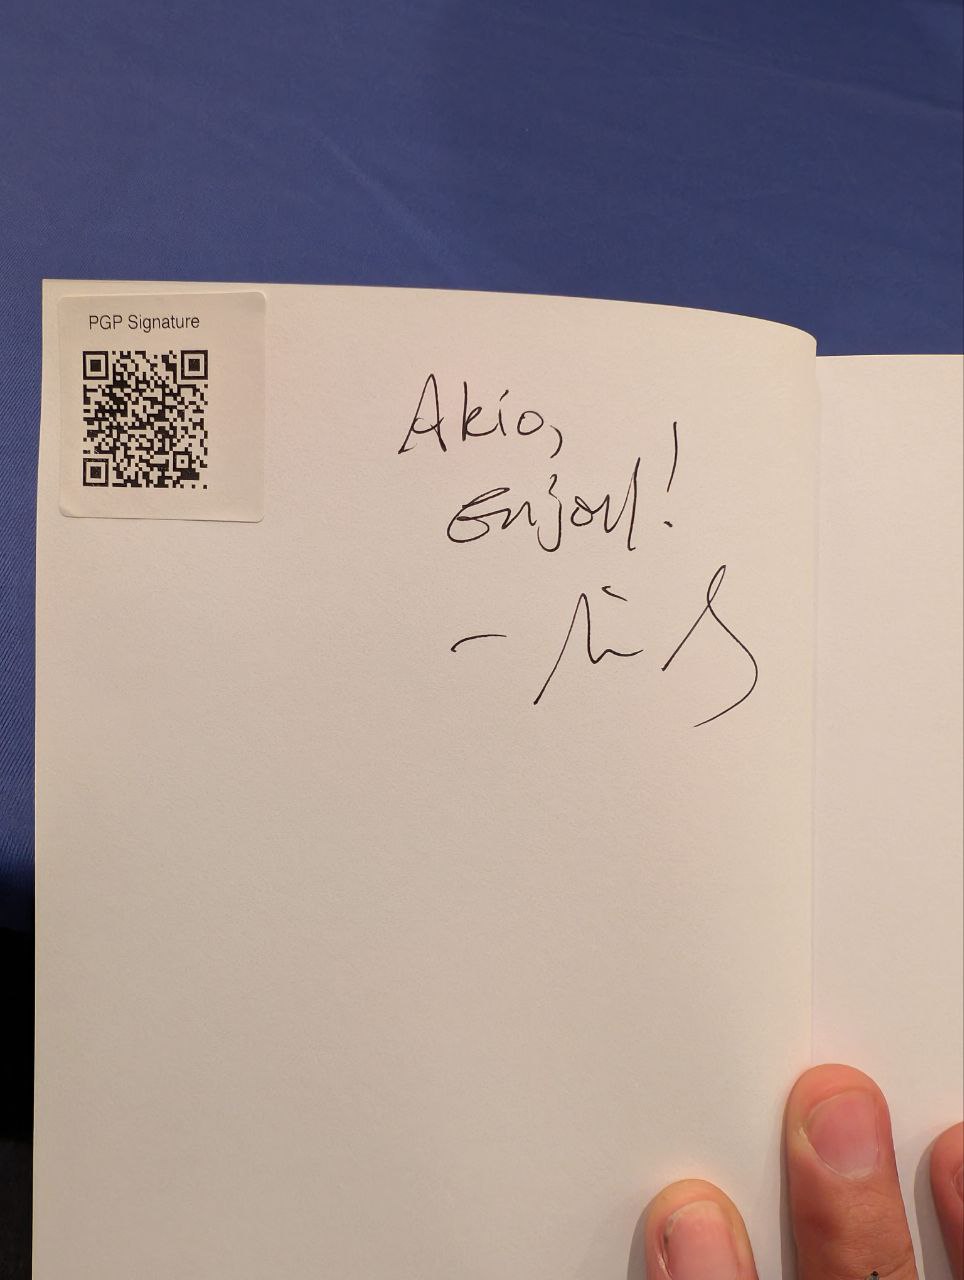 PGP Signature
Akio,
Enjoy!